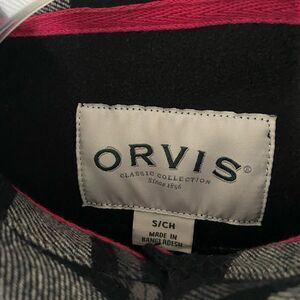 ORVIS®
CLASSIC COLLECTION
Since 1856
S/CH
MADE IN
BANGLADESH